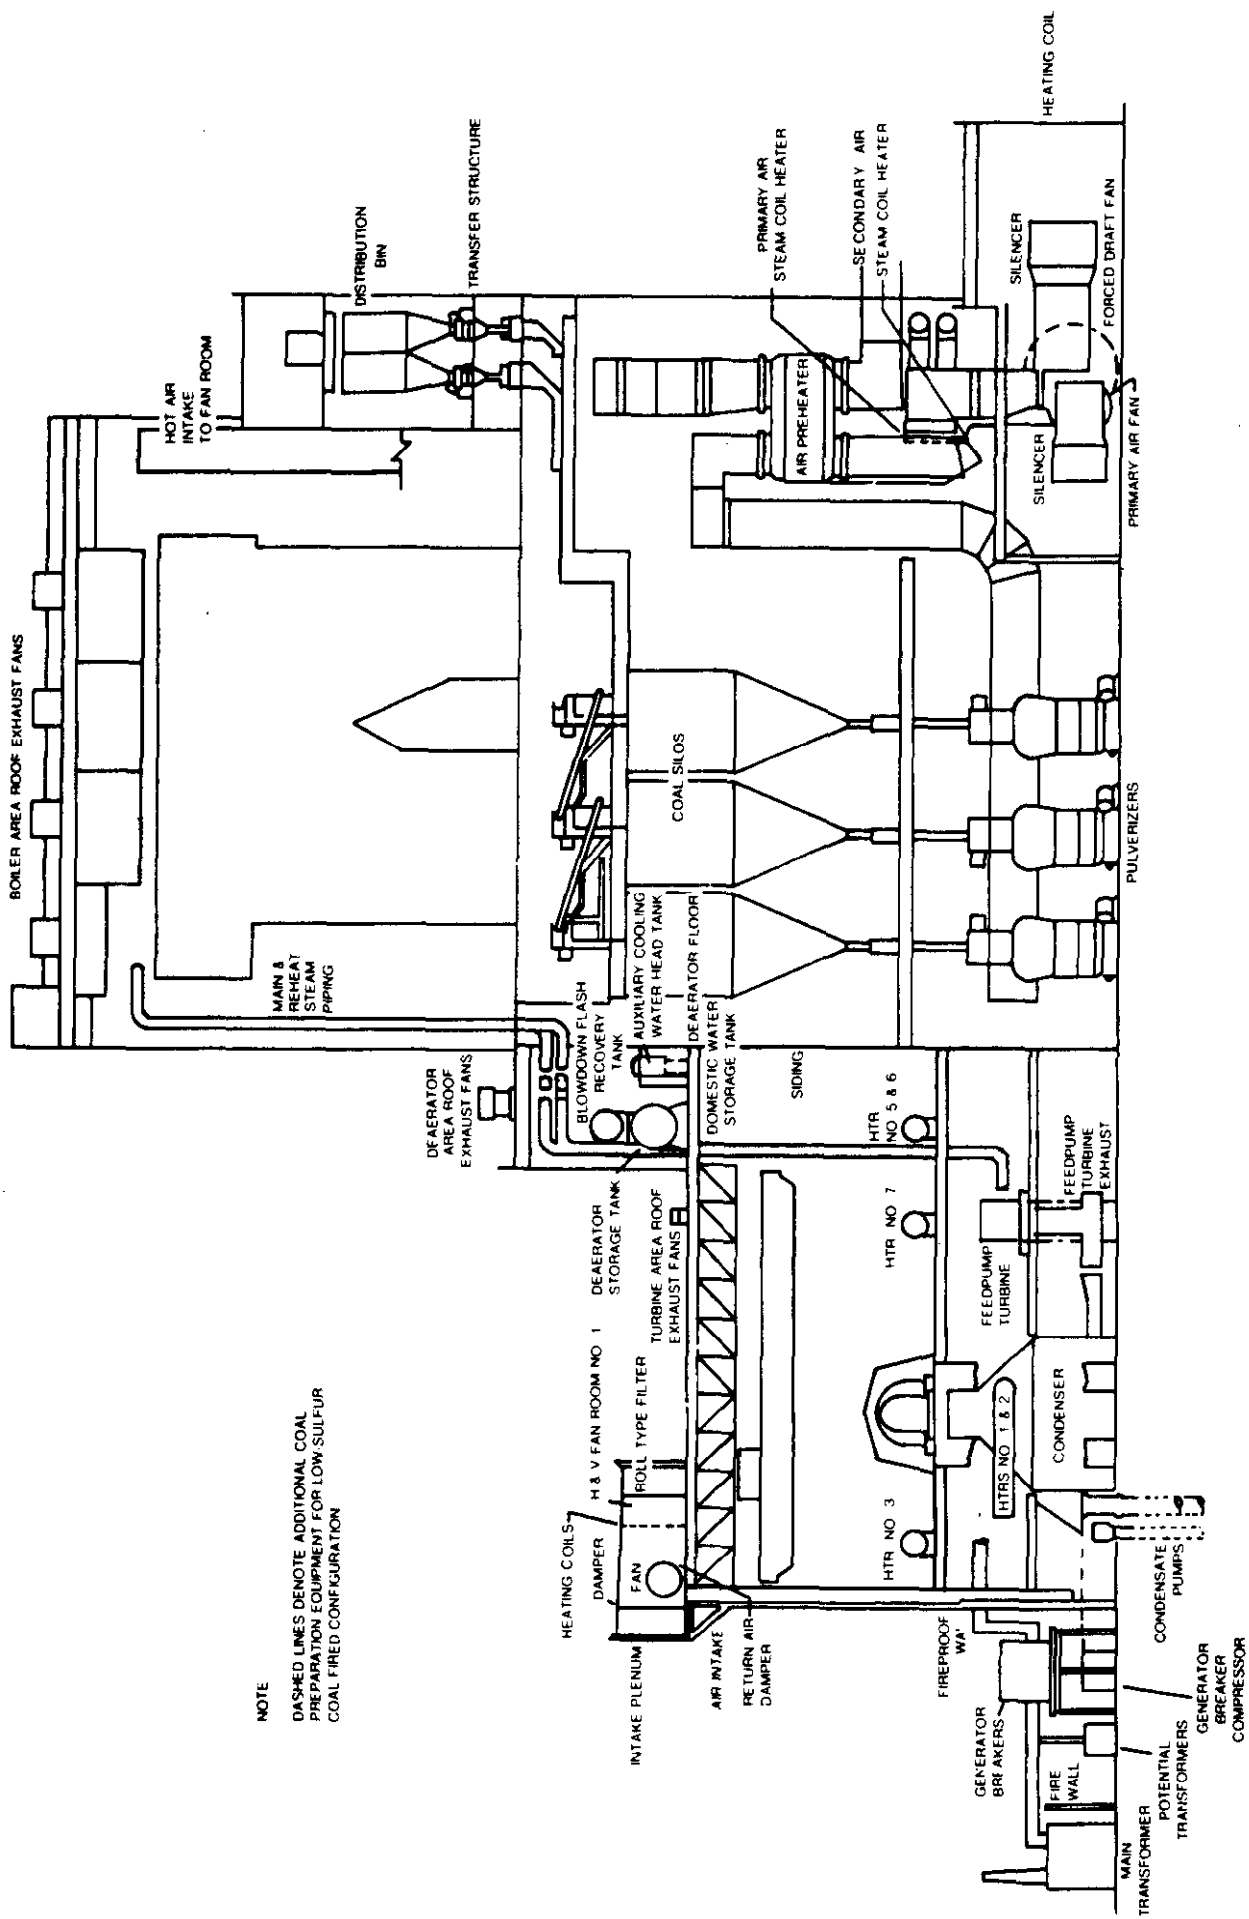 BOILER AREA ROOF EXHAUST FANS
HOT AIR
INTAKE
TO FAN ROOM
DISTRIBUTION
BIN
TRANSFER STRUCTURE
MAIN &
REHEAT
STEAM
PIPING
DEAERATOR
AREA ROOF
EXHAUST FANS
BLOWDOWN FLASH
RECOVERY
TANK
AUXILIARY COOLING
WATER HEAD TANK
DEAERATOR FLOOR
DOMESTIC WATER
STORAGE TANK
COAL SILOS
SIDING
AIR PREHEATER
PRIMARY AIR
STEAM COIL HEATER
SECONDARY AIR
STEAM COIL HEATER
HEATING COIL
SILENCER
FORCED DRAFT FAN
SILENCER
PRIMARY AIR FAN
PULVERIZERS
NOTE
DASHED LINES DENOTE ADDITIONAL COAL
PREPARATION EQUIPMENT FOR LOW-SULFUR
COAL FIRED CONFIGURATION
HEATING COILS
DAMPER
H & V FAN ROOM NO 1
ROLL TYPE FILTER
FAN
INTAKE PLENUM
AIR INTAKE
RETURN AIR
DAMPER
DEAERATOR
STORAGE TANK
TURBINE AREA ROOF
EXHAUST FANS
HTR
NO 5 & 6
HTR NO 7
HTR NO 3
FEEDPUMP
TURBINE
FEEDPUMP
TURBINE
EXHAUST
HTRS NO 1 & 2
CONDENSER
CONDENSATE
PUMPS
FIREPROOF
WA'
GENERATOR
BREAKERS
FIRE
WALL
GENERATOR
BREAKER
COMPRESSOR
POTENTIAL
TRANSFORMERS
MAIN
TRANSFORMER